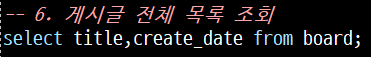 -- 6. 게시글 전체 목록 조회
select title,create_date from board;